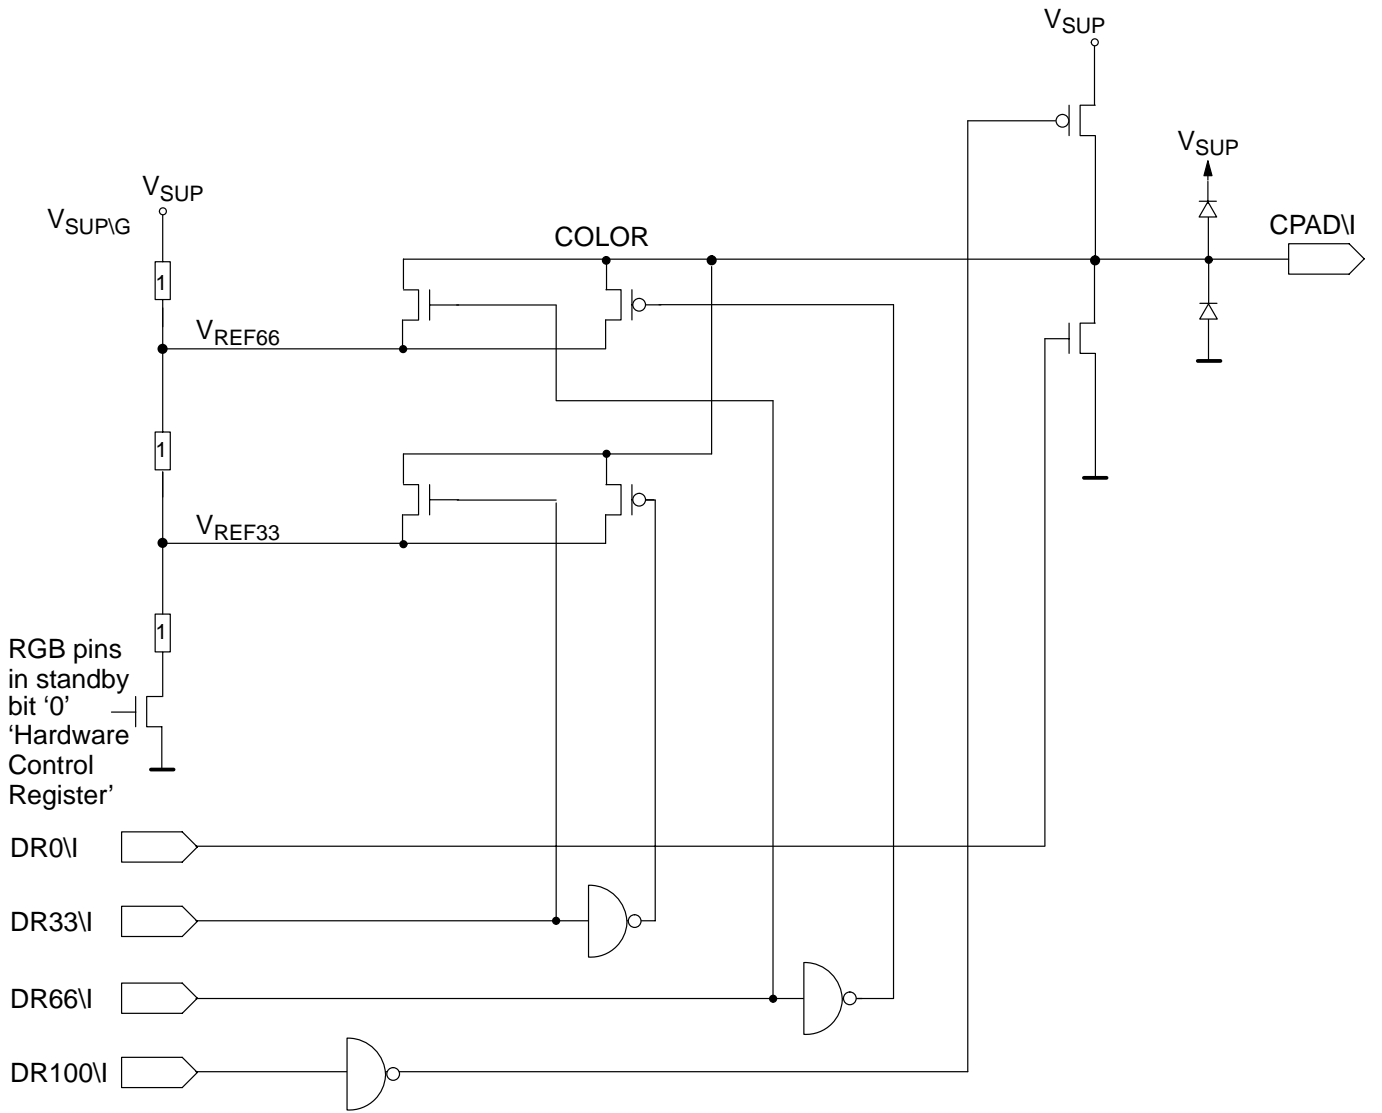 VSUP
VSUP
VSUP
VSUP\G
COLOR
CPAD\I
1
VREF66
1
VREF33
1
RGB pins
in standby
bit ‘0’
‘Hardware
Control
Register’
DR0\I
DR33\I
DR66\I
DR100\I